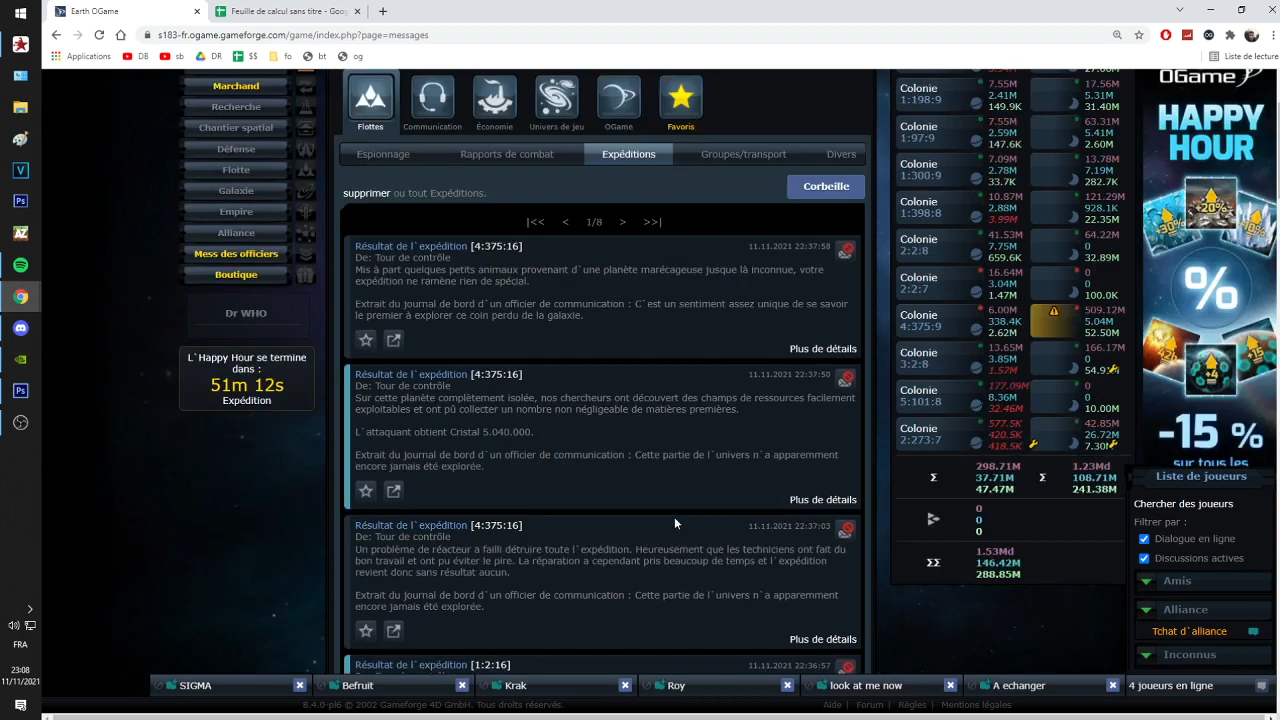 Earth OGame
Feuille de calcul sans titre - Goog
s183-fr.ogame.gameforge.com/game/index.php?page=messages
Applications
DB
sb
DR
$$
fo
bt
og
Liste de lecture
Marchand
Recherche
Chantier spatial
Défense
Flotte
Galaxie
Empire
Alliance
Mess des officiers
Boutique
Dr WHO
L`Happy Hour se termine
dans :
51m 12s
Expédition
Flottes
Communication
Économie
Univers de jeu
OGame
Favoris
Espionnage
Rapports de combat
Expéditions
Groupes/transport
Divers
supprimer ou tout Expéditions.
Corbeille
|<< < 1/8 > >>|
Résultat de l`expédition [4:375:16]
11.11.2021 22:37:58
De: Tour de contrôle
Mis à part quelques petits animaux provenant d`une planète marécageuse jusque là inconnue, votre
expédition ne ramène rien de spécial.
Extrait du journal de bord d`un officier de communication : C`est un sentiment assez unique de se savoir
le premier à explorer ce coin perdu de la galaxie.
Plus de détails
Résultat de l`expédition [4:375:16]
11.11.2021 22:37:50
De: Tour de contrôle
Sur cette planète complètement isolée, nos chercheurs ont découvert des champs de ressources facilement
exploitables et ont pû collecter un nombre non négligeable de matières premières.
L`attaquant obtient Cristal 5.040.000.
Extrait du journal de bord d`un officier de communication : Cette partie de l`univers n`a apparemment
encore jamais été explorée.
Plus de détails
Résultat de l`expédition [4:375:16]
11.11.2021 22:37:03
De: Tour de contrôle
Un problème de réacteur a failli détruire toute l`expédition. Heureusement que les techniciens ont fait du
bon travail et ont pu éviter le pire. La réparation a cependant pris beaucoup de temps et l`expédition
revient donc sans résultat aucun.
Extrait du journal de bord d`un officier de communication : Cette partie de l`univers n`a apparemment
encore jamais été explorée.
Plus de détails
Résultat de l`expédition [1:2:16]
11.11.2021 22:36:57
Colonie
1:198:9
7.55M
2.41M
149.9K
17.56M
5.31M
31.40M
Colonie
1:97:9
7.55M
2.59M
147.6K
63.31M
5.41M
2.60M
Colonie
1:300:9
7.09M
2.78M
33.7K
13.78M
7.19M
282.7K
Colonie
1:398:8
10.87M
2.88M
3.99M
121.29M
928.1K
22.35M
Colonie
2:2:8
41.53M
7.75M
659.6K
64.22M
0
32.89M
Colonie
2:2:7
16.64M
3.04M
1.47M
0
0
100.0K
Colonie
4:375:9
6.00M
338.4K
2.62M
509.12M
5.04M
52.50M
Colonie
3:2:8
13.65M
3.85M
1.57M
166.17M
0
Colonie
5:101:8
177.09M
8.36M
32.46M
0
0
10.00M
Colonie
2:273:7
577.5K
420.5K
418.5K
42.85M
26.72M
Σ
298.71M
37.71M
47.47M
Σ
1.23Md
108.71M
241.38M
0
0
0
ΣΣ
1.53Md
146.42M
288.85M
OGame
HAPPY
HOUR
-30%
+20%
%
+4
-15 %
sur tous les
Liste de joueurs
Chercher des joueurs
Filtrer par :
Dialogue en ligne
Discussions actives
Amis
Alliance
Tchat d`alliance
Inconnus
SIGMA
Befruit
Krak
Roy
look at me now
A echanger
4 joueurs en ligne
8.4.0-pl6 © 2002 Gameforge 4D GmbH. Tous droits réservés.
Aide | Forum | Règles | Mentions légales
FRA
23:08
11/11/2021